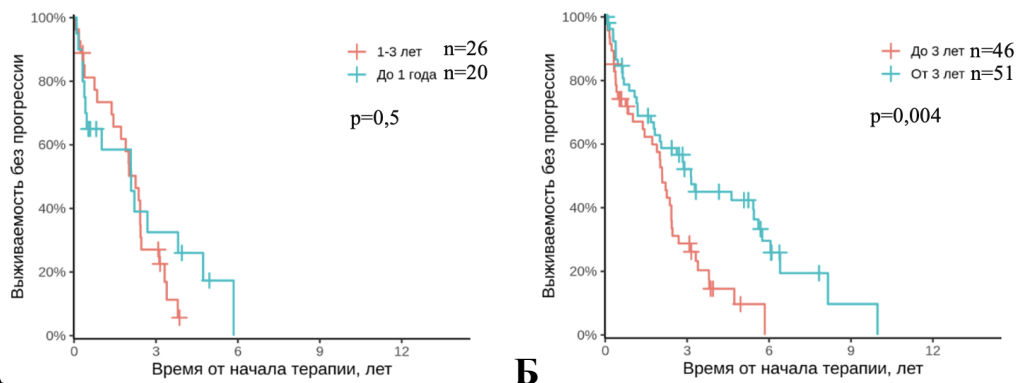 Выживаемость без прогрессии
100%
80%
60%
40%
20%
0%
0
3
6
9
12
Время от начала терапии, лет
1-3 лет n=26
До 1 года n=20
p=0,5
Выживаемость без прогрессии
100%
80%
60%
40%
20%
0%
0
3
6
9
12
Время от начала терапии, лет
До 3 лет n=46
От 3 лет n=51
p=0,004
Б